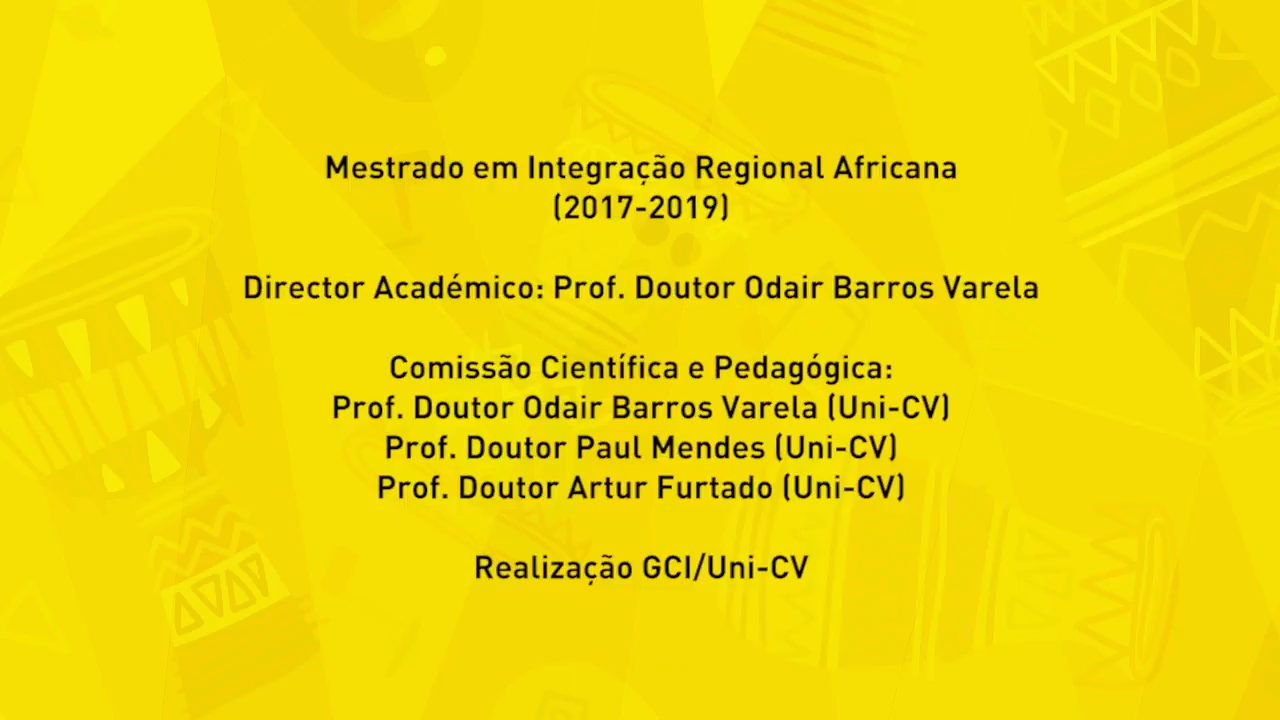 Mestrado em Integração Regional Africana
(2017-2019)
Director Académico: Prof. Doutor Odair Barros Varela
Comissão Científica e Pedagógica:
Prof. Doutor Odair Barros Varela (Uni-CV)
Prof. Doutor Paul Mendes (Uni-CV)
Prof. Doutor Artur Furtado (Uni-CV)
Realização GCI/Uni-CV